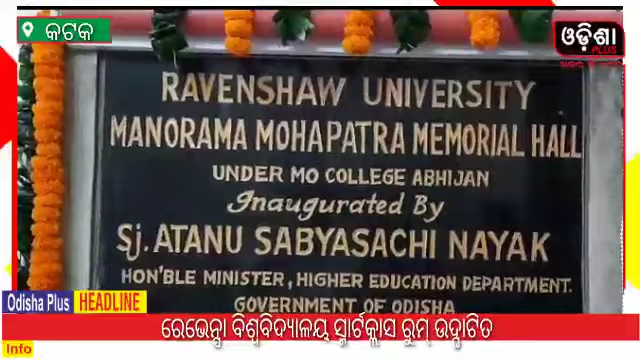 କଟକ
ଓଡ଼ିଶା
PLUS
RAVENSHAW UNIVERSITY
MANORAMA MOHAPATRA MEMORIAL HALL
UNDER MO COLLEGE ABHIJAN
Inaugurated By
Sj. ATANU SABYASACHI NAYAK
HON'BLE MINISTER, HIGHER EDUCATION DEPARTMENT.
GOVERNMENT OF ODISHA
Odisha Plus HEADLINE
ରେଭେନ୍ସା ବିଶ୍ୱବିଦ୍ୟାଳୟ ସ୍ମାର୍ଟକ୍ଲାସ ରୁମ୍ ଉଦ୍ଘାଟିତ
Info